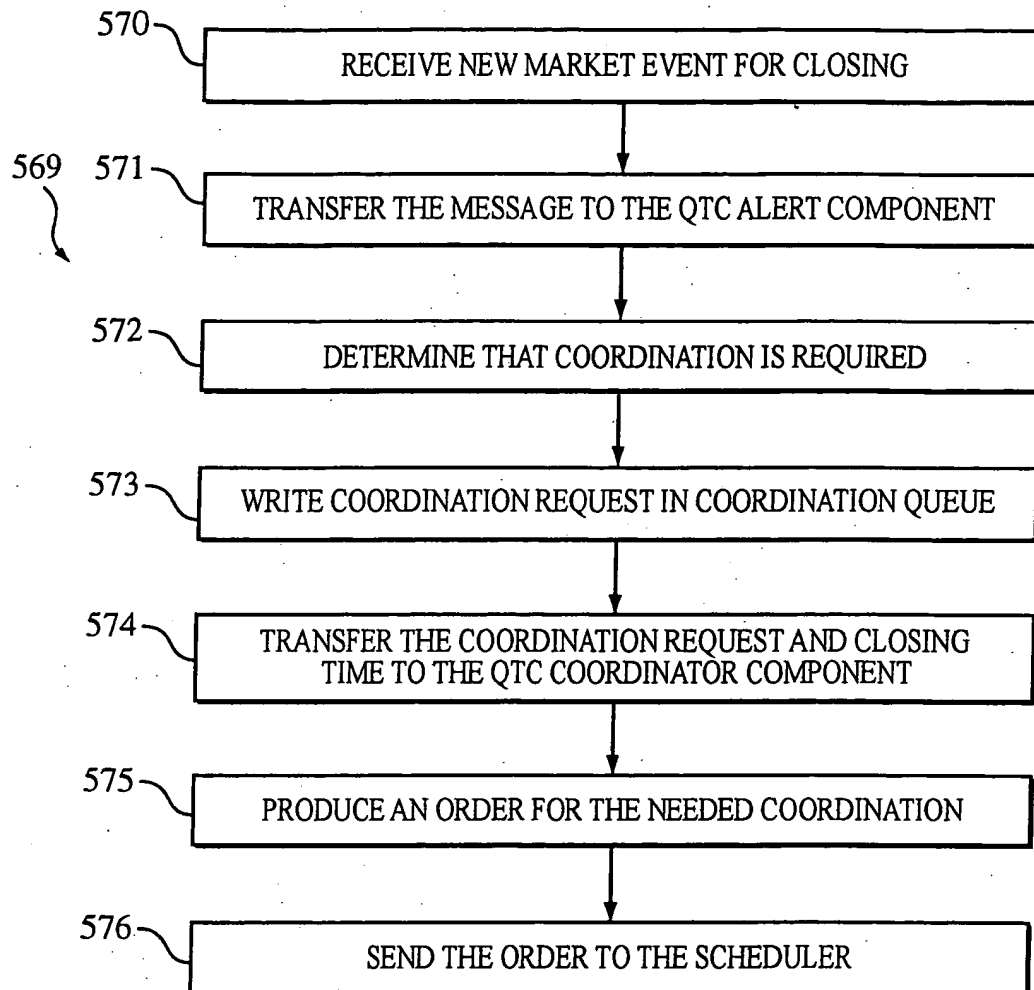 570
RECEIVE NEW MARKET EVENT FOR CLOSING
569
571
TRANSFER THE MESSAGE TO THE QTC ALERT COMPONENT
572
DETERMINE THAT COORDINATION IS REQUIRED
573
WRITE COORDINATION REQUEST IN COORDINATION QUEUE
574
TRANSFER THE COORDINATION REQUEST AND CLOSING
TIME TO THE QTC COORDINATOR COMPONENT
575
PRODUCE AN ORDER FOR THE NEEDED COORDINATION
576
SEND THE ORDER TO THE SCHEDULER